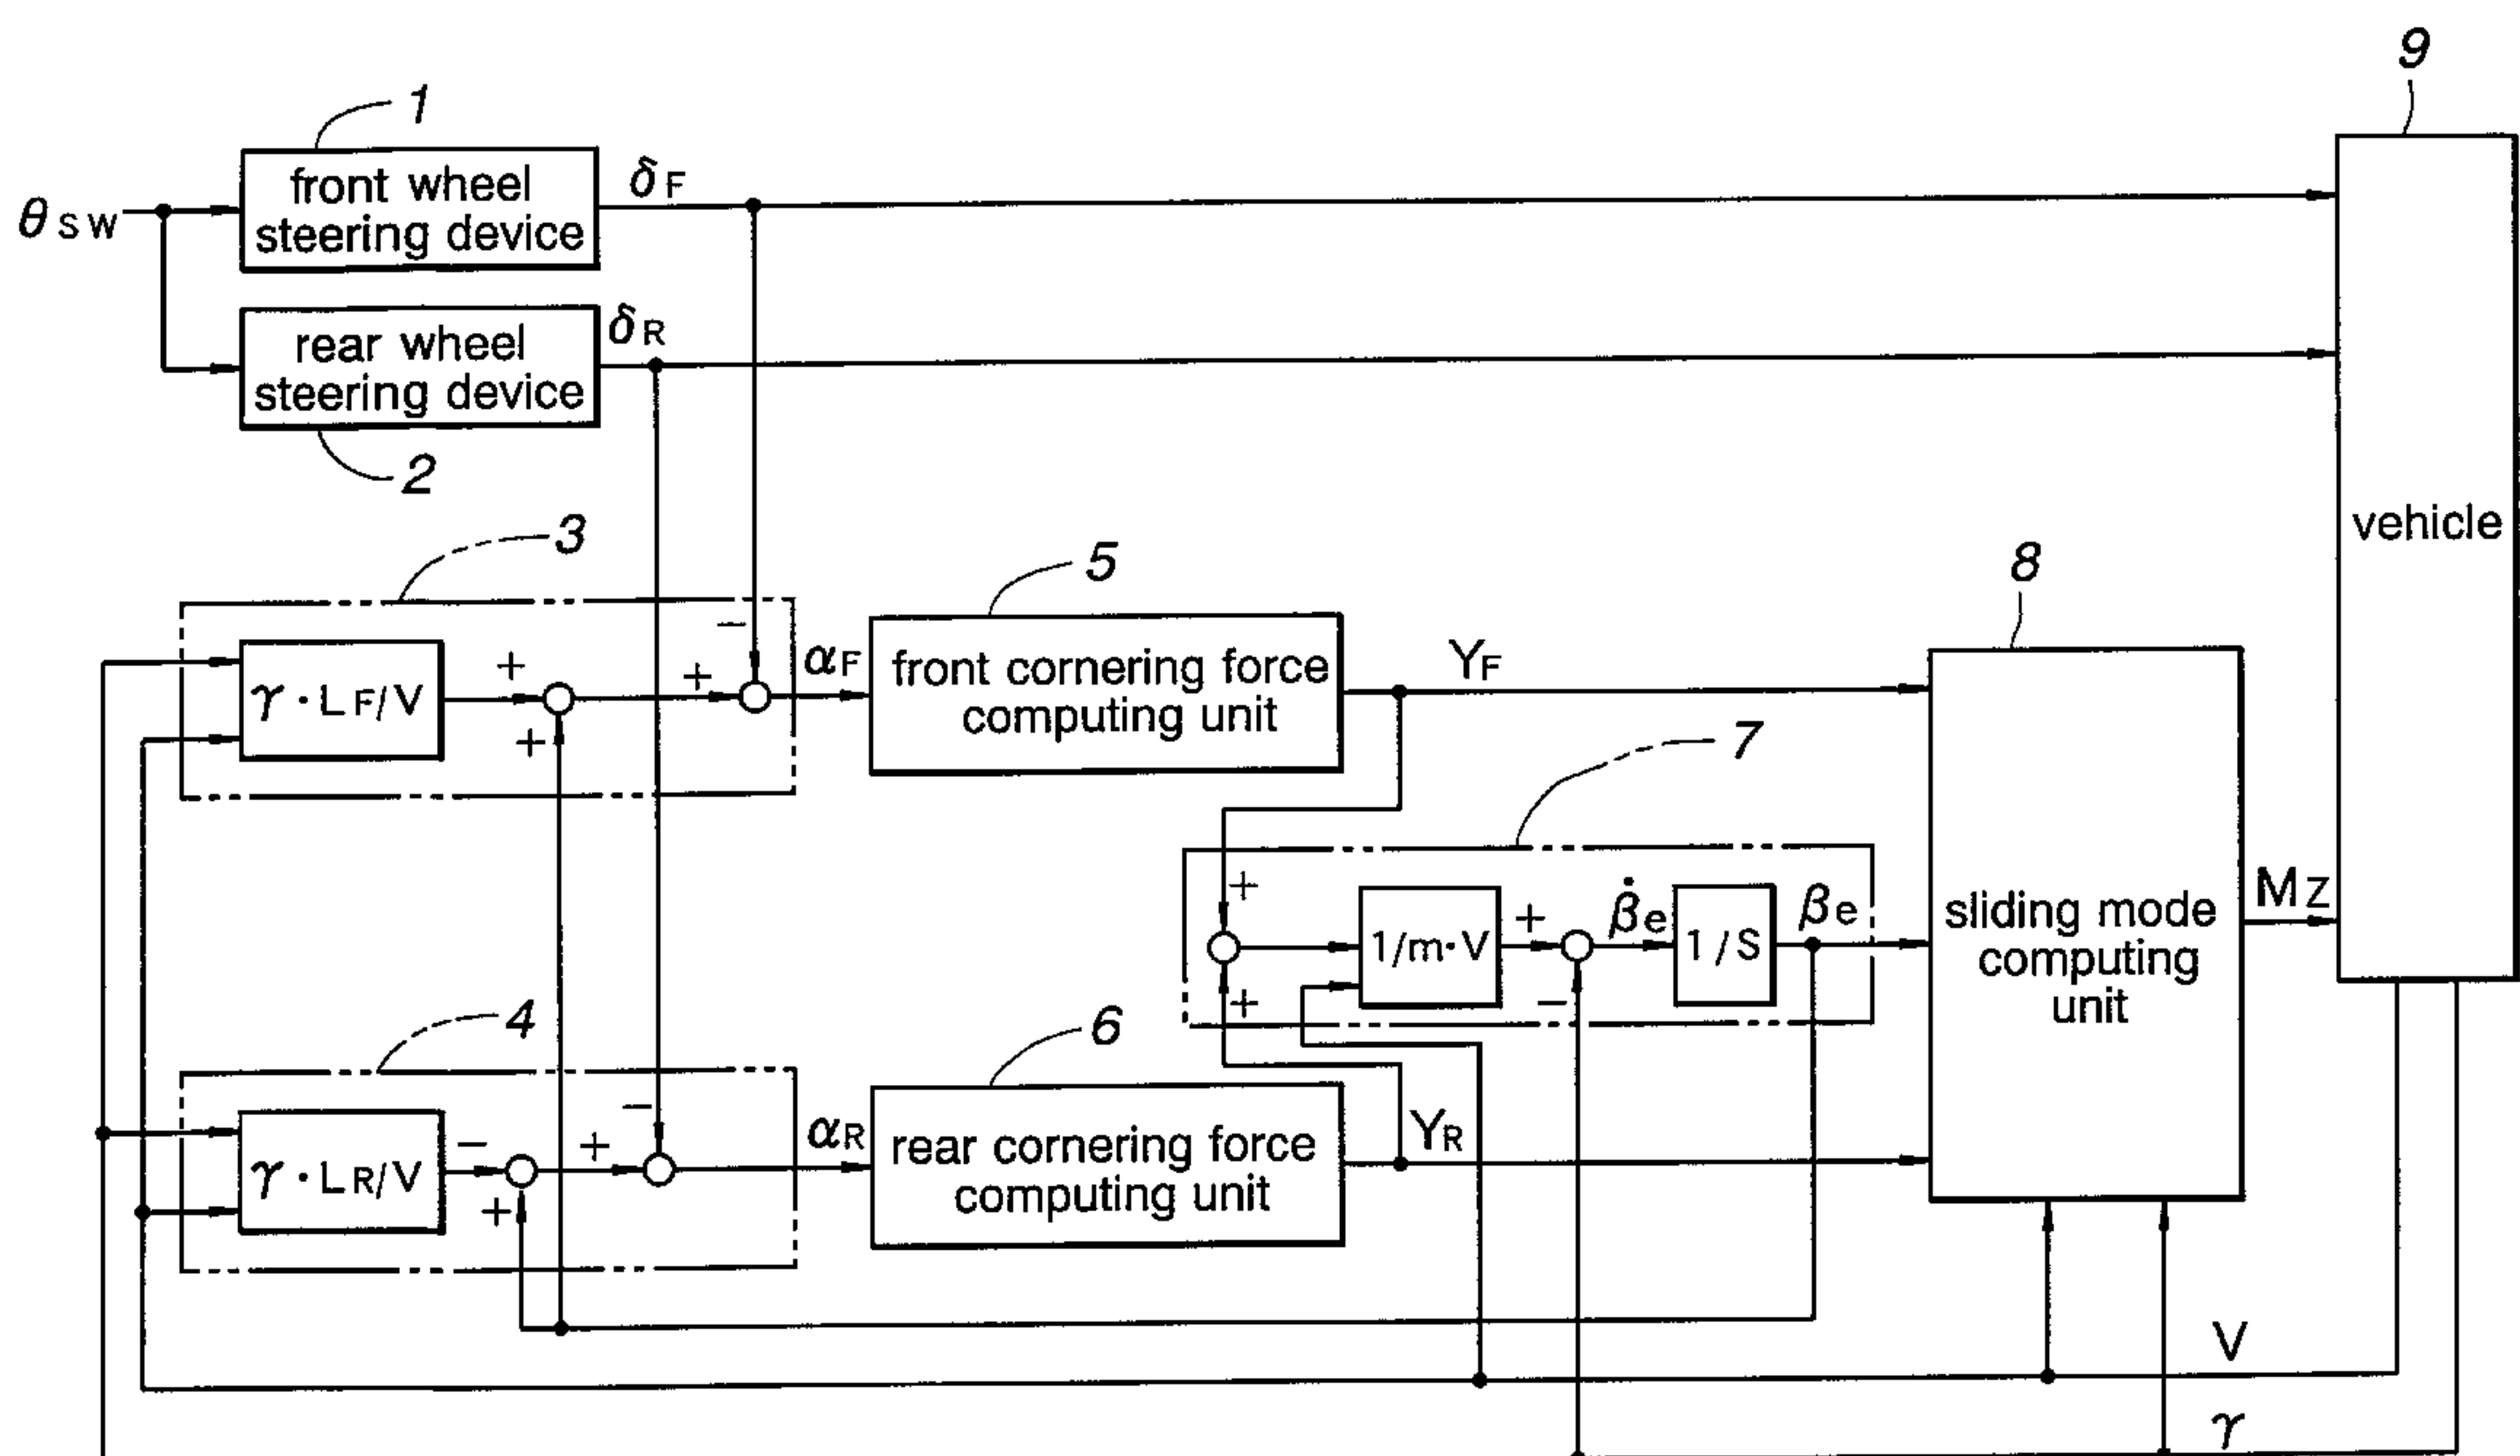 9
1
front wheel
steering device
δF
θsw
rear wheel
steering device
δR
2
vehicle
3
5
8
γ・LF/V
+
+
+
−
αF
front cornering force
computing unit
YF
7
+
+
1/m・V
+
−
β̇e
1/S
βe
sliding mode
computing
unit
Mz
4
6
γ・LR/V
−
+
+
−
αR
rear cornering force
computing unit
YR
V
γ